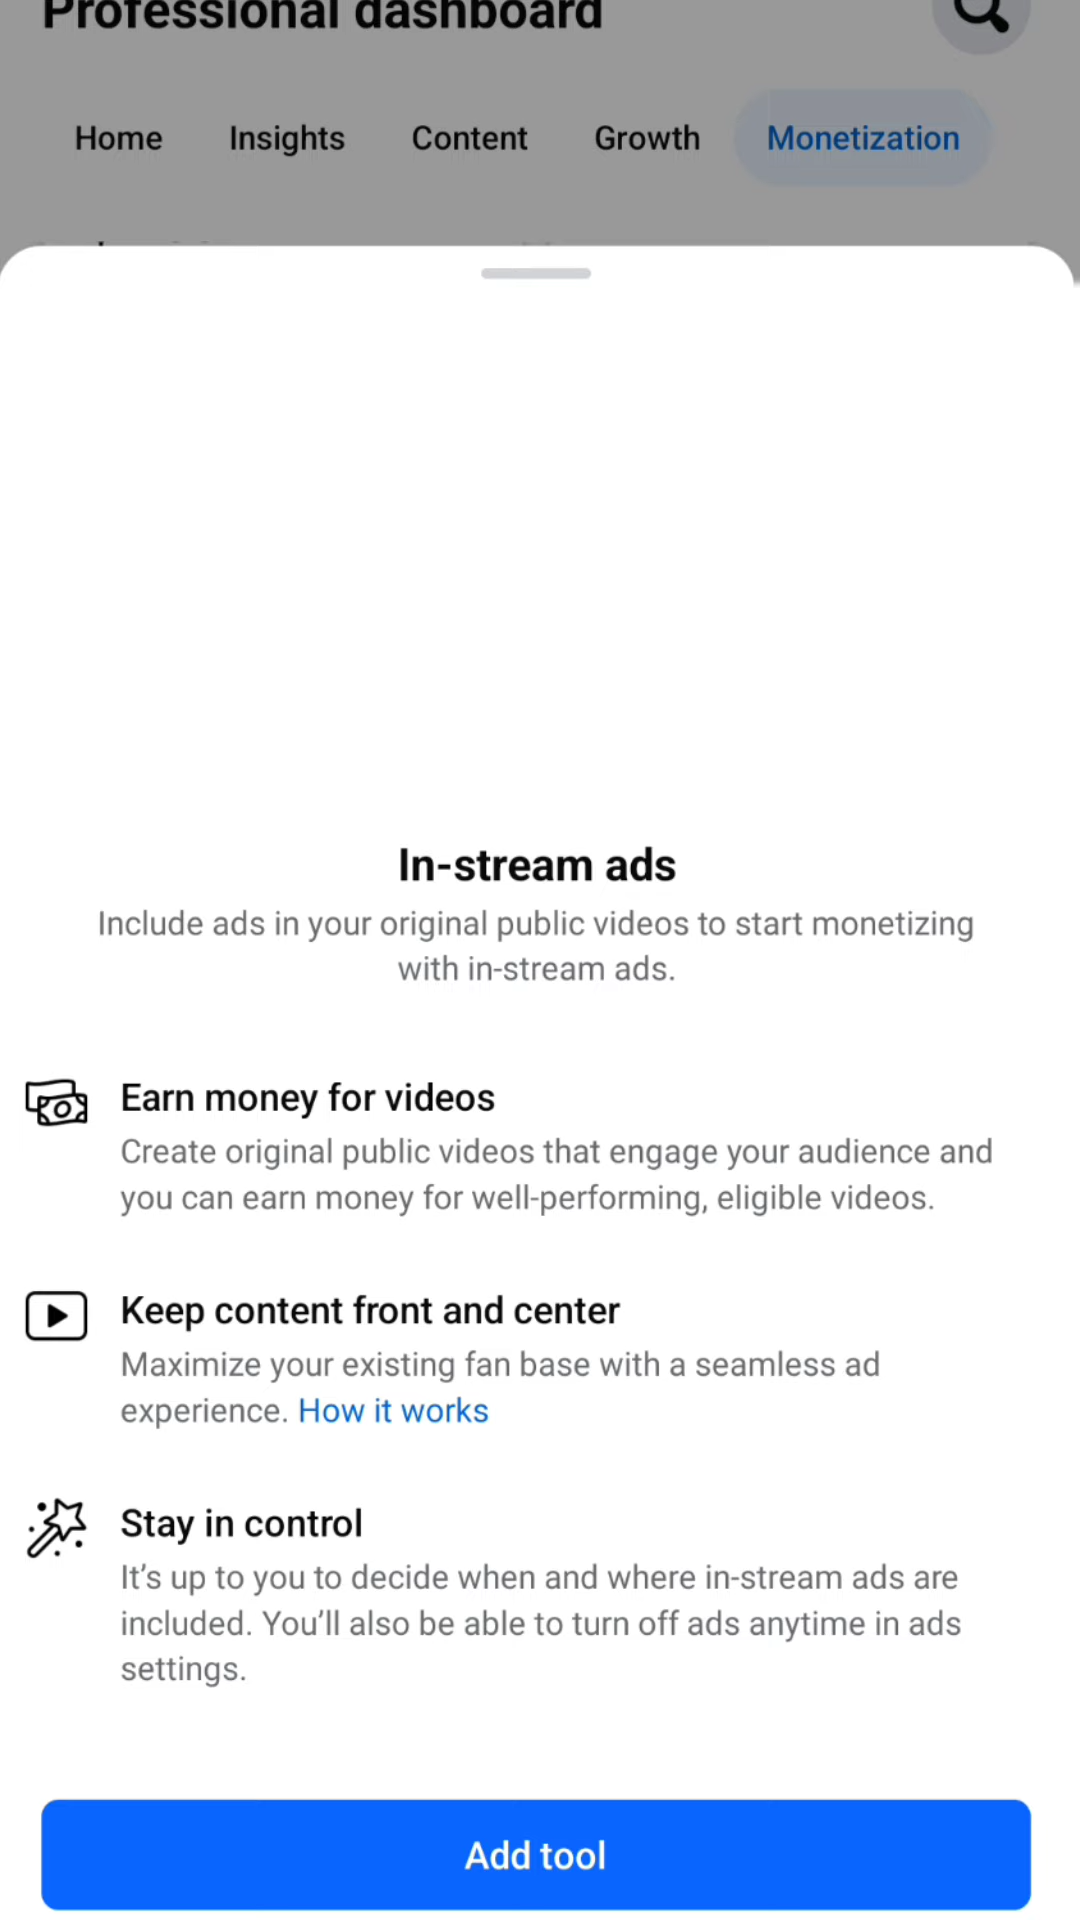 Professional dashboard
Home Insights Content Growth Monetization
In-stream ads
Include ads in your original public videos to start monetizing
with in-stream ads.
Earn money for videos
Create original public videos that engage your audience and
you can earn money for well-performing, eligible videos.
Keep content front and center
Maximize your existing fan base with a seamless ad
experience. How it works
Stay in control
It’s up to you to decide when and where in-stream ads are
included. You’ll also be able to turn off ads anytime in ads
settings.
Add tool